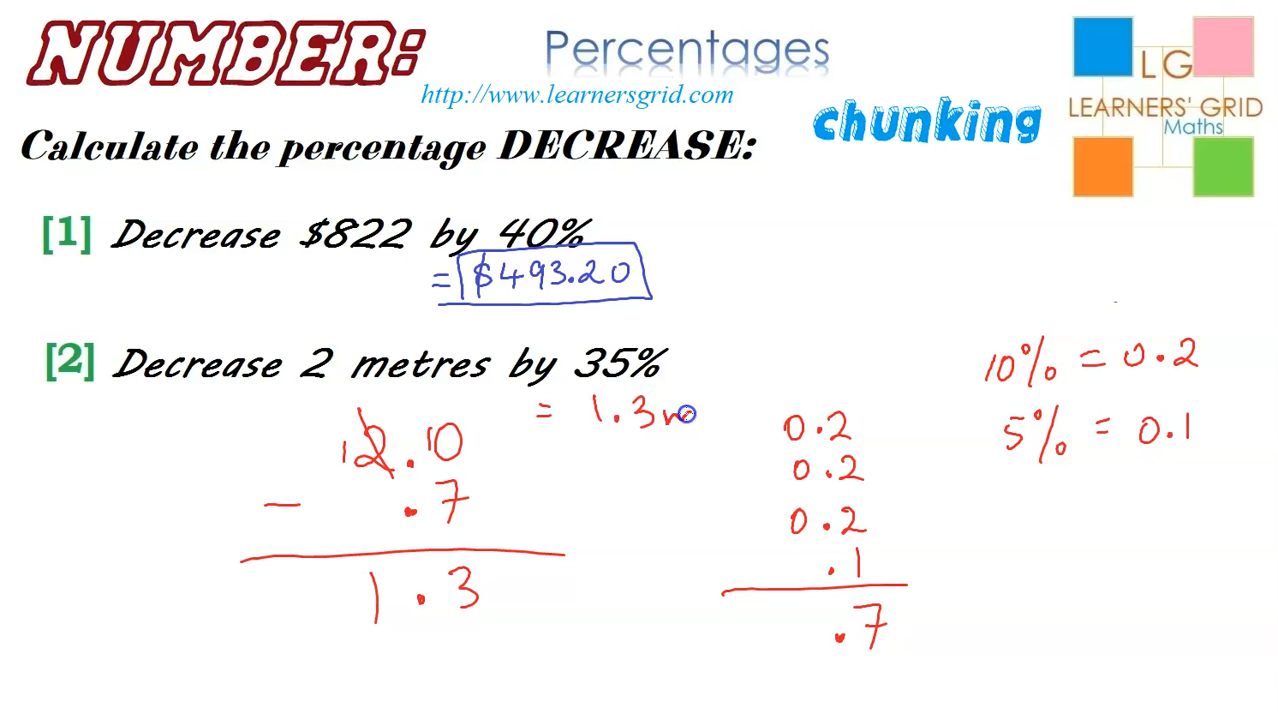 NUMBER:
Percentages
http://www.learnersgrid.com
chunking
LG
LEARNERS' GRID
Maths
Calculate the percentage DECREASE:
[1] Decrease $822 by 40%
= $493.20
[2] Decrease 2 metres by 35%
= 1.3m
12.10
- .7
1.3
0.2
0.2
0.2
.1
.7
10% = 0.2
5% = 0.1